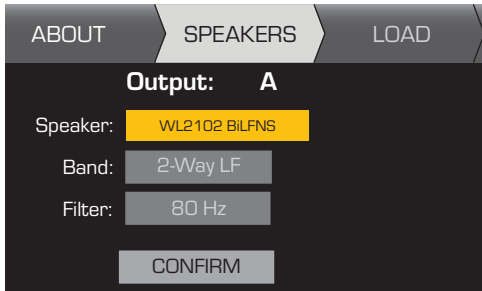 ABOUT SPEAKERS LOAD
Output: A
Speaker: WL2102 BiLFNS
Band: 2-Way LF
Filter: 80 Hz
CONFIRM